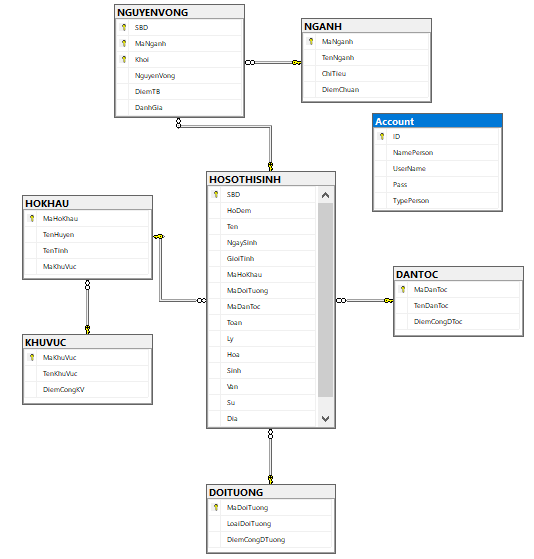 NGUYENVONG
SBD
MaNganh
Khoi
NguyenVong
DiemTB
DanhGia
NGANH
MaNganh
TenNganh
ChiTieu
DiemChuan
Account
ID
NamePerson
UserName
Pass
TypePerson
HOSOTHISINH
SBD
HoDem
Ten
NgaySinh
GioiTinh
MaHoKhau
MaDoiTuong
MaDanToc
Toan
Ly
Hoa
Sinh
Van
Su
Dia
HOKHAU
MaHoKhau
TenHuyen
TenTinh
MaKhuVuc
DANTOC
MaDanToc
TenDanToc
DiemCongDToc
KHUVUC
MaKhuVuc
TenKhuVuc
DiemCongKV
DOITUONG
MaDoiTuong
LoaiDoiTuong
DiemCongDTuong